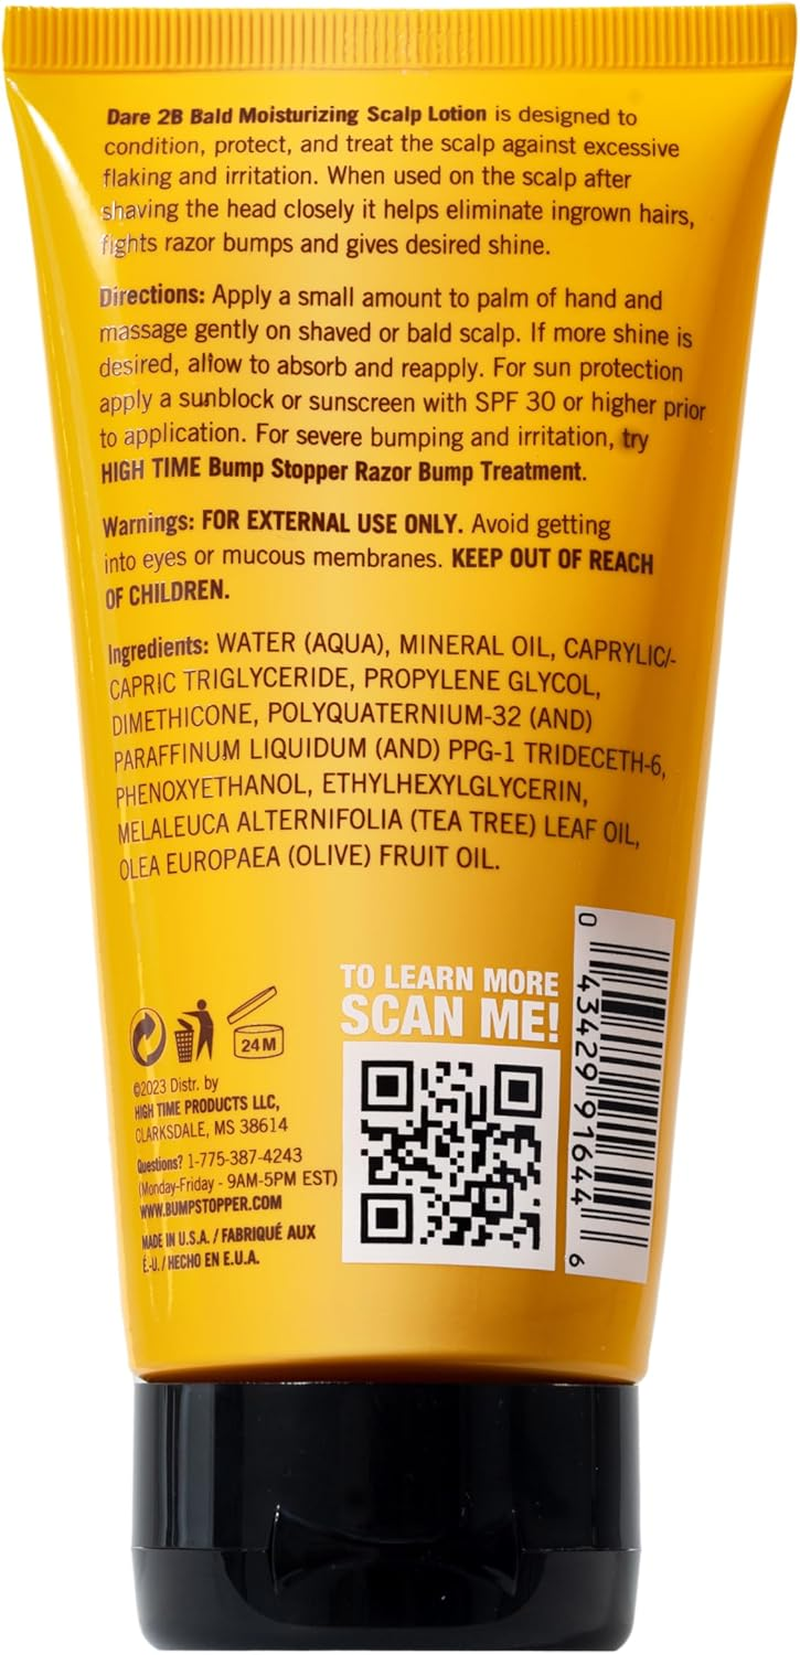 Dare 2B Bald Moisturizing Scalp Lotion is designed to
condition, protect, and treat the scalp against excessive
flaking and irritation. When used on the scalp after
shaving the head closely it helps eliminate ingrown hairs,
fights razor bumps and gives desired shine.
Directions: Apply a small amount to palm of hand and
massage gently on shaved or bald scalp. If more shine is
desired, allow to absorb and reapply. For sun protection
apply a sunblock or sunscreen with SPF 30 or higher prior
to application. For severe bumping and irritation, try
HIGH TIME Bump Stopper Razor Bump Treatment.
Warnings: FOR EXTERNAL USE ONLY. Avoid getting
into eyes or mucous membranes. KEEP OUT OF REACH
OF CHILDREN.
Ingredients: WATER (AQUA), MINERAL OIL, CAPRYLIC/-
CAPRIC TRIGLYCERIDE, PROPYLENE GLYCOL,
DIMETHICONE, POLYQUATERNIUM-32 (AND)
PARAFFINUM LIQUIDUM (AND) PPG-1 TRIDECETH-6,
PHENOXYETHANOL, ETHYLHEXYLGLYCERIN,
MELALEUCA ALTERNIFOLIA (TEA TREE) LEAF OIL,
OLEA EUROPAEA (OLIVE) FRUIT OIL.
24M
©2023 Distr. by
HIGH TIME PRODUCTS LLC,
CLARKSDALE, MS 38614
Questions? 1-775-387-4243
(Monday-Friday - 9AM-5PM EST)
WWW.BUMPSTOPPER.COM
MADE IN U.S.A. / FABRIQUÉ AUX
É.-U. / HECHO EN E.U.A.
TO LEARN MORE
SCAN ME!
0 43429 91644 6